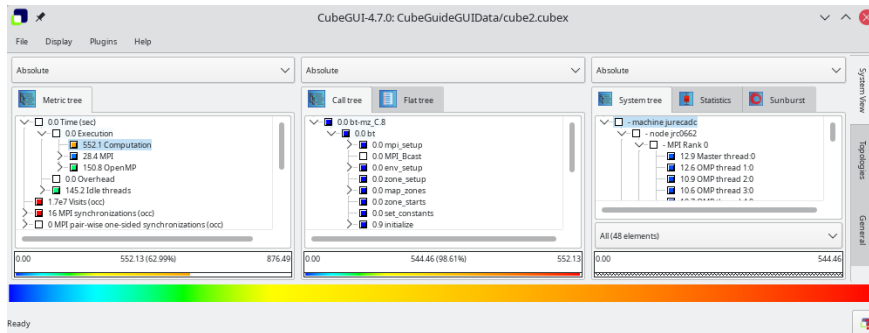 CubeGUI-4.7.0: CubeGuideGUIData/cube2.cubex
File Display Plugins Help
Absolute
Metric tree
0.0 Time (sec)
0.0 Execution
552.1 Computation
28.4 MPI
150.8 OpenMP
0.0 Overhead
145.2 Idle threads
1.7e7 Visits (occ)
16 MPI synchronizations (occ)
0 MPI pair-wise one-sided synchronizations (occ)
0.00 552.13 (62.99%) 876.49
Absolute
Call tree Flat tree
0.0 bt-mz_C.8
0.0 bt
0.0 mpi_setup
0.0 MPI_Bcast
0.0 env_setup
0.0 zone_setup
0.0 map_zones
0.0 zone_starts
0.0 set_constants
0.9 initialize
0.00 544.46 (98.61%) 552.13
Absolute
System tree Statistics Sunburst
- machine jurecadc
- node jrc0662
- MPI Rank 0
12.9 Master thread:0
12.6 OMP thread 1:0
10.9 OMP thread 2:0
10.6 OMP thread 3:0
All (48 elements)
0.00 544.46
System View
Topologies
General
Ready